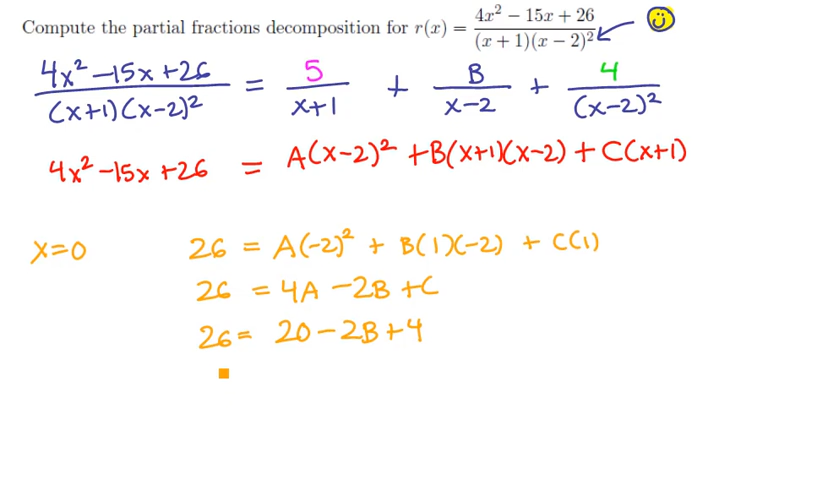 Compute the partial fractions decomposition for r(x) = (4x² − 15x + 26)/((x + 1)(x − 2)²)
(4x² −15x +26)/((x+1)(x−2)²) = 5/(x+1) + B/(x−2) + 4/(x−2)²
4x² −15x +26 = A(x−2)² + B(x+1)(x−2) + C(x+1)
x=0 26 = A(−2)² + B(1)(−2) + C(1)
26 = 4A −2B +C
26 = 20 −2B +4